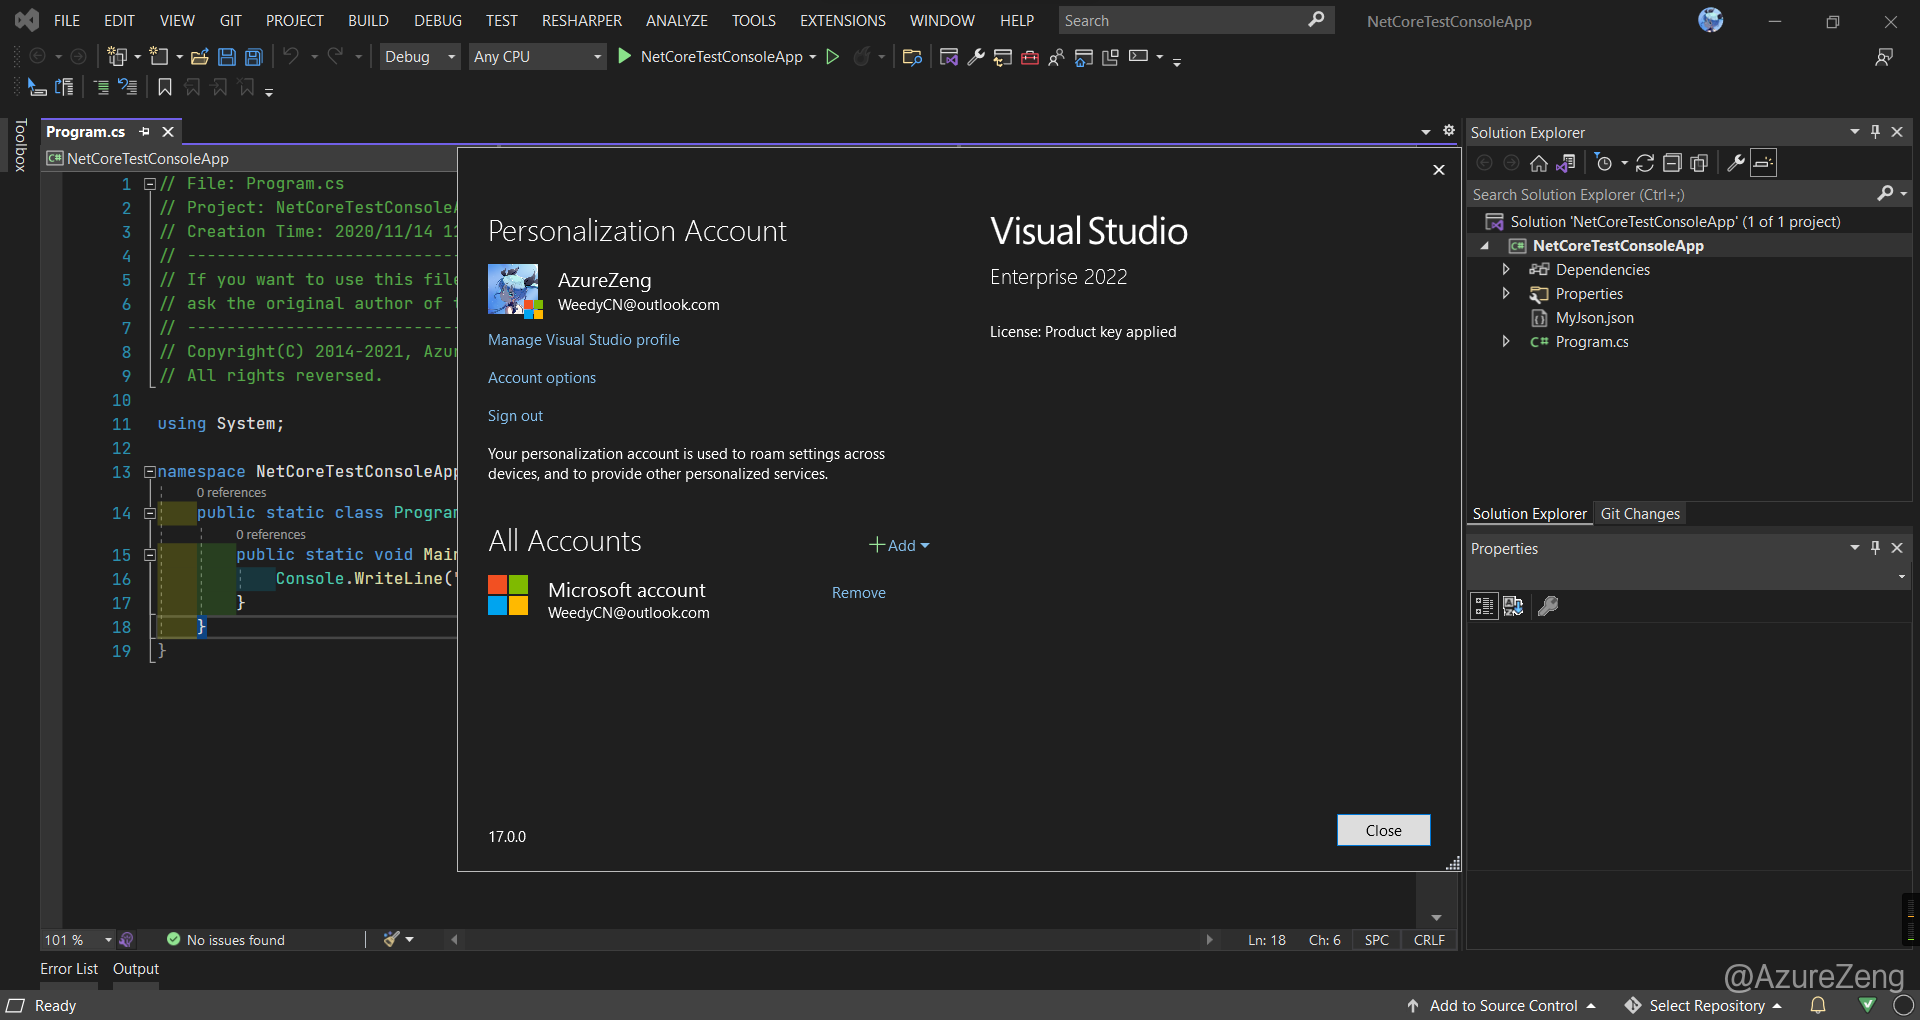 FILE EDIT VIEW GIT PROJECT BUILD DEBUG TEST RESHARPER ANALYZE TOOLS EXTENSIONS WINDOW HELP Search NetCoreTestConsoleApp
Debug Any CPU NetCoreTestConsoleApp
Toolbox
Program.cs
C# NetCoreTestConsoleApp
1 // File: Program.cs
2 // Project: NetCoreTestConsoleA
3 // Creation Time: 2020/11/14 11
4 // ----------------------------
5 // If you want to use this file
6 // ask the original author of
7 // ----------------------------
8 // Copyright(C) 2014-2021, Azur
9 // All rights reversed.
10
11 using System;
12
13 namespace NetCoreTestConsoleApp
0 references
14 public static class Program
0 references
15 public static void Main
16 Console.WriteLine("
17 }
18 }
19 }
Personalization Account
AzureZeng
WeedyCN@outlook.com
Manage Visual Studio profile
Account options
Sign out
Your personalization account is used to roam settings across
devices, and to provide other personalized services.
All Accounts
Add
Microsoft account
WeedyCN@outlook.com
Remove
17.0.0
Visual Studio
Enterprise 2022
License: Product key applied
Close
Solution Explorer
Search Solution Explorer (Ctrl+;)
Solution 'NetCoreTestConsoleApp' (1 of 1 project)
C# NetCoreTestConsoleApp
Dependencies
Properties
MyJson.json
C# Program.cs
Solution Explorer Git Changes
Properties
101 % No issues found Ln: 18 Ch: 6 SPC CRLF
Error List Output
@AzureZeng
Ready Add to Source Control Select Repository